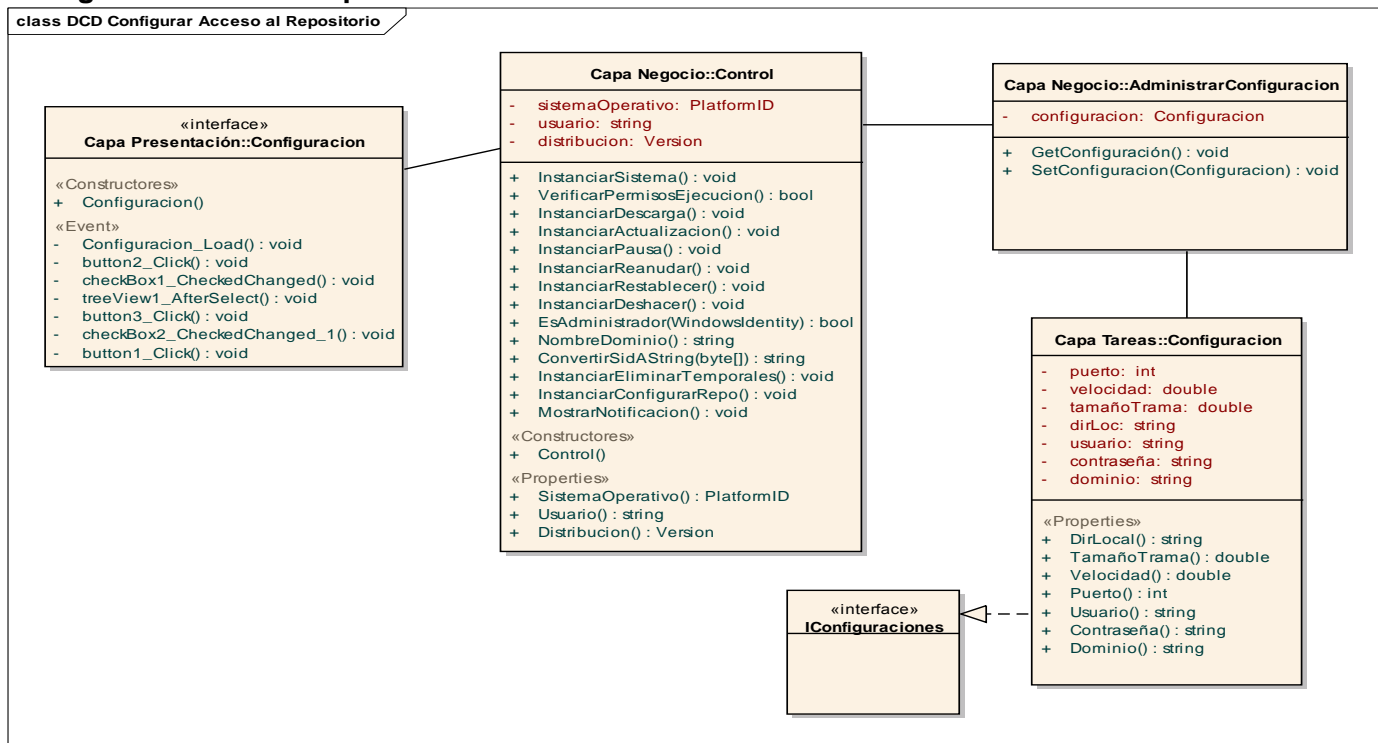 class DCD Configurar Acceso al Repositorio
«interface»
Capa Presentación::Configuracion
«Constructores»
+ Configuracion()
«Event»
- Configuracion_Load() : void
- button2_Click() : void
- checkBox1_CheckedChanged() : void
- treeView1_AfterSelect() : void
- button3_Click() : void
- checkBox2_CheckedChanged_1() : void
- button1_Click() : void
Capa Negocio::Control
- sistemaOperativo: PlatformID
- usuario: string
- distribucion: Version
+ InstanciarSistema() : void
+ VerificarPermisosEjecucion() : bool
+ InstanciarDescarga() : void
+ InstanciarActualizacion() : void
+ InstanciarPausa() : void
+ InstanciarReanudar() : void
+ InstanciarRestablecer() : void
+ InstanciarDeshacer() : void
+ EsAdministrador(WindowsIdentity) : bool
+ NombreDominio() : string
+ ConvertirSidAString(byte[]) : string
+ InstanciarEliminarTemporales() : void
+ InstanciarConfigurarRepo() : void
+ MostrarNotificacion() : void
«Constructores»
+ Control()
«Properties»
+ SistemaOperativo() : PlatformID
+ Usuario() : string
+ Distribucion() : Version
Capa Negocio::AdministrarConfiguracion
- configuracion: Configuracion
+ GetConfiguración() : void
+ SetConfiguracion(Configuracion) : void
Capa Tareas::Configuracion
- puerto: int
- velocidad: double
- tamañoTrama: double
- dirLoc: string
- usuario: string
- contraseña: string
- dominio: string
«Properties»
+ DirLocal() : string
+ TamañoTrama() : double
+ Velocidad() : double
+ Puerto() : int
+ Usuario() : string
+ Contraseña() : string
+ Dominio() : string
«interface»
IConfiguraciones